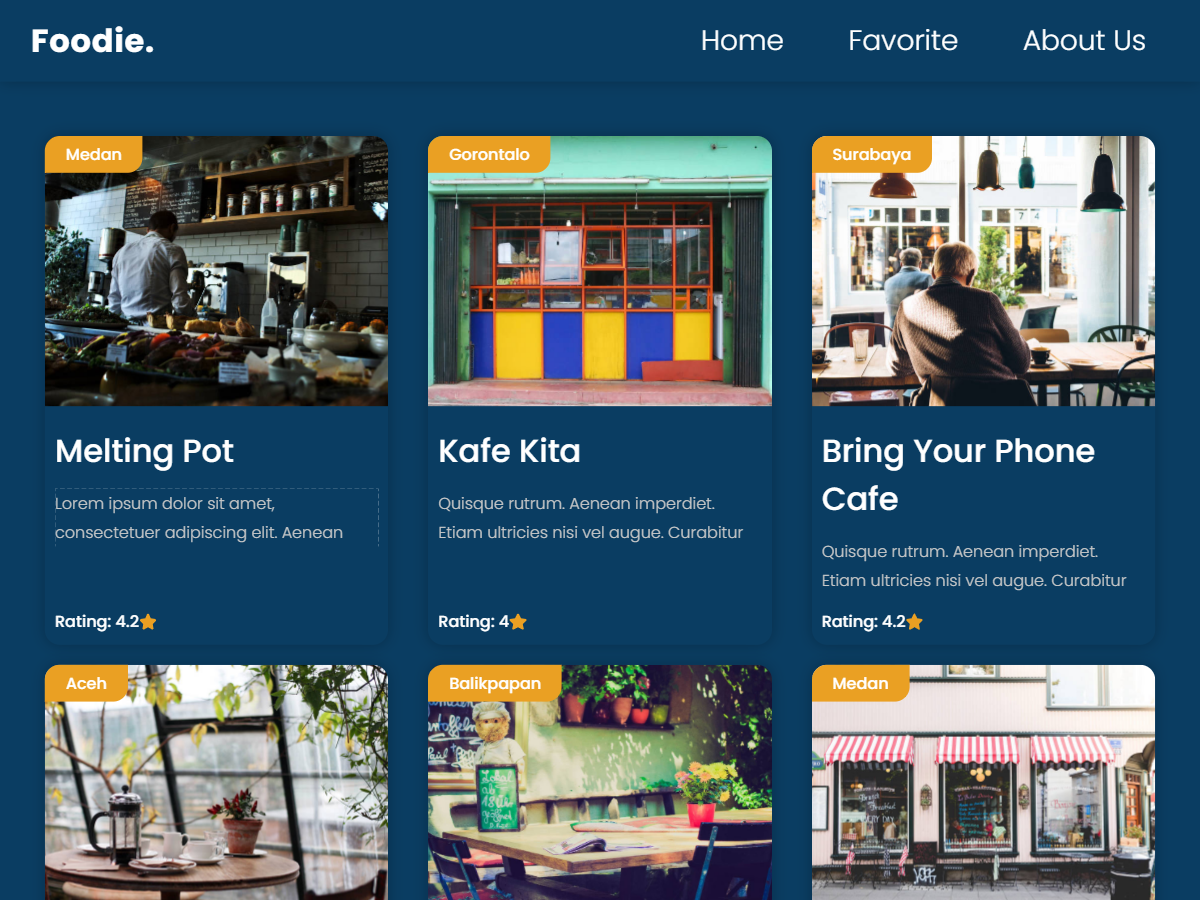 Foodie.
Home
Favorite
About Us
Medan
Gorontalo
Surabaya
7 4
Melting Pot
Lorem ipsum dolor sit amet,
consectetuer adipiscing elit. Aenean
Rating: 4.2
Kafe Kita
Quisque rutrum. Aenean imperdiet.
Etiam ultricies nisi vel augue. Curabitur
Rating: 4
Bring Your Phone
Cafe
Quisque rutrum. Aenean imperdiet.
Etiam ultricies nisi vel augue. Curabitur
Rating: 4.2
Aceh
Balikpapan
Medan